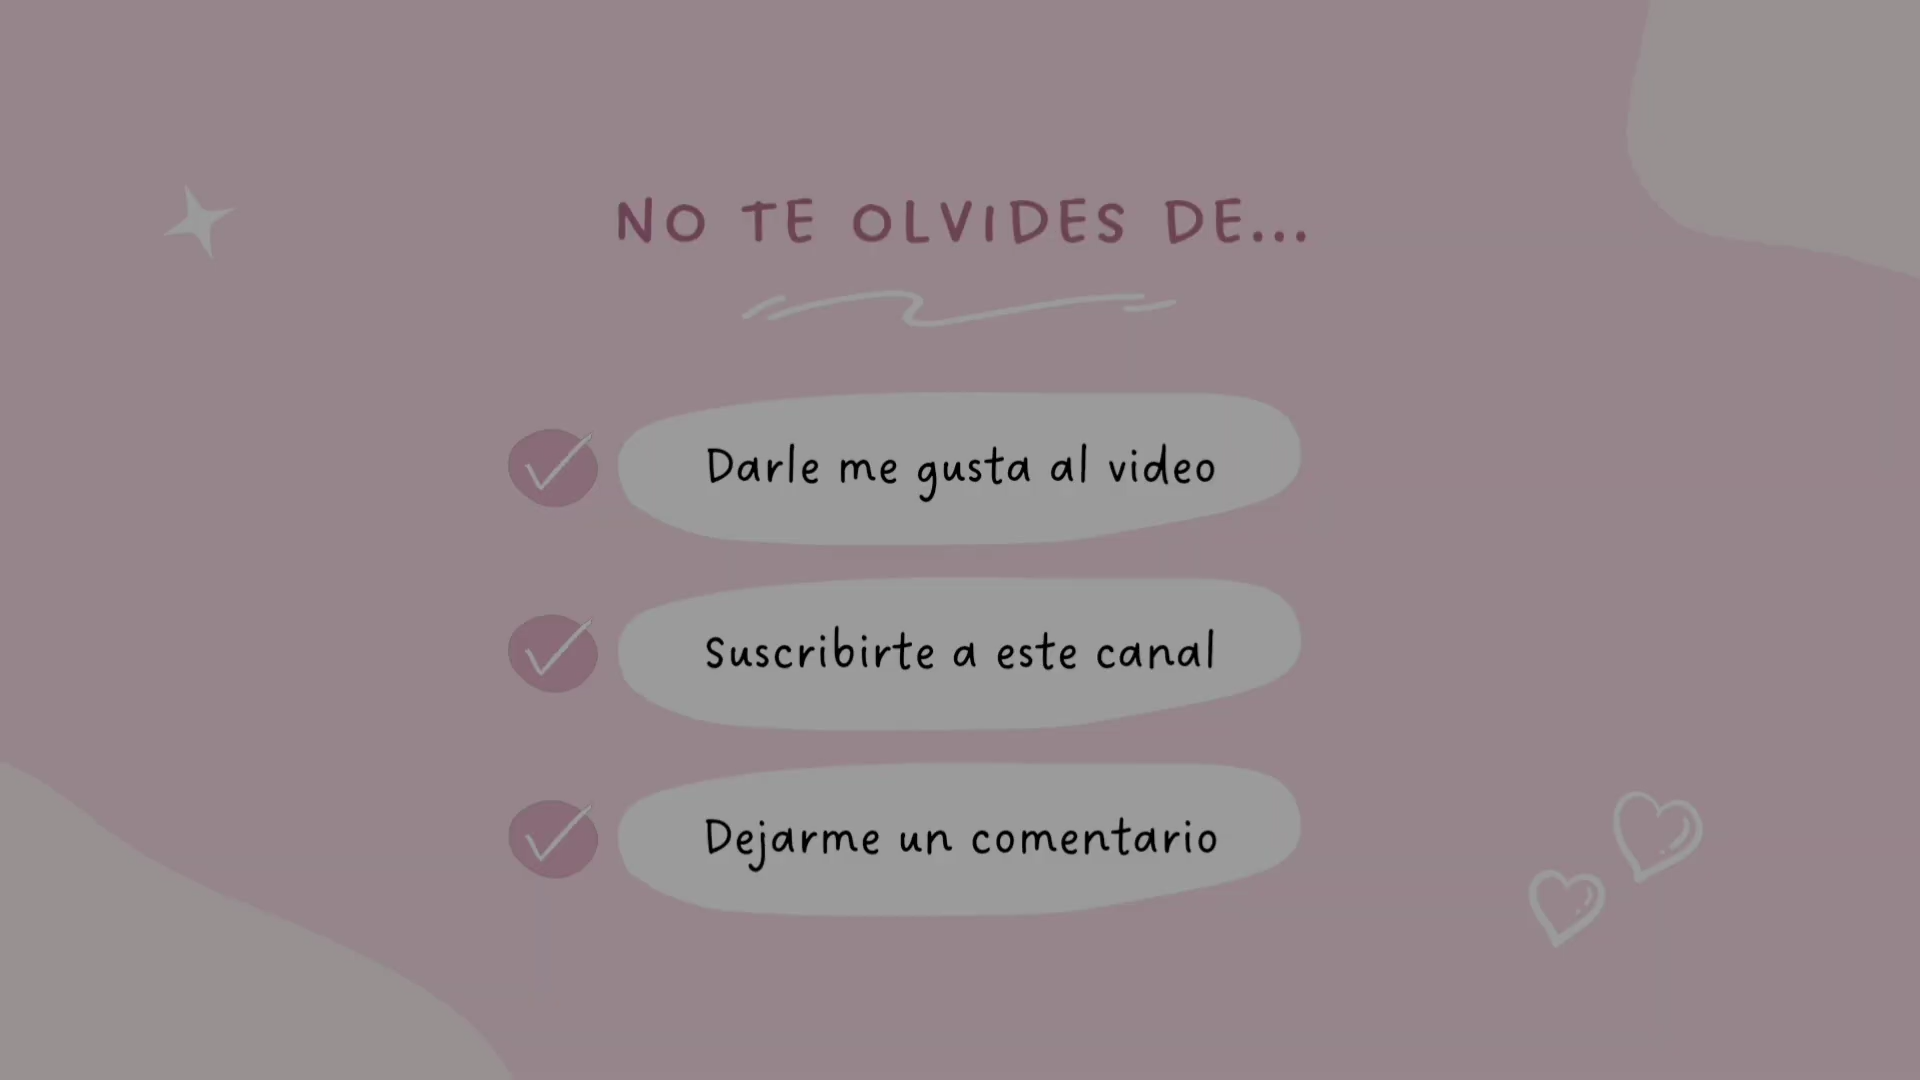 NO TE OLVIDES DE...
Darle me gusta al video
Suscribirte a este canal
Dejarme un comentario